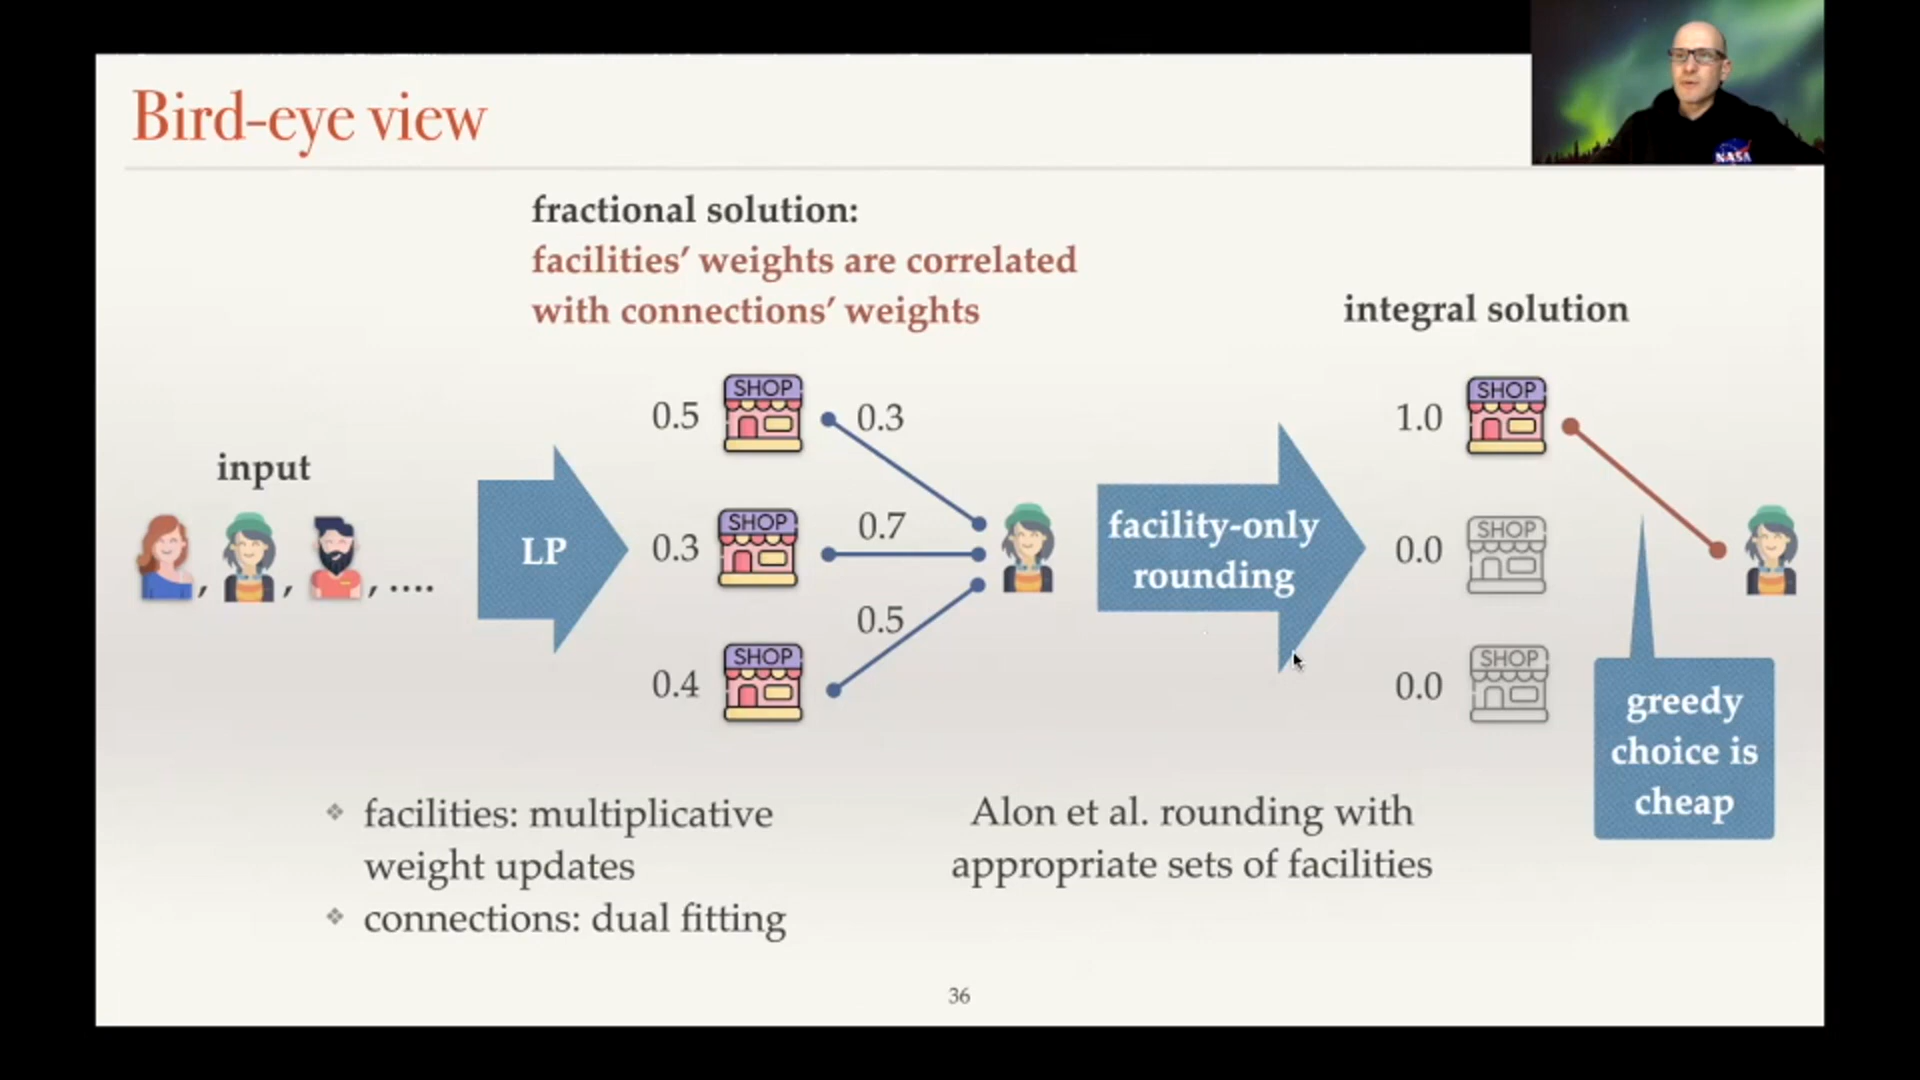 Bird-eye view
NASA
fractional solution:
facilities' weights are correlated
with connections' weights
integral solution
input
, , , ....
LP
0.5
SHOP
0.3
0.3
SHOP
0.7
0.4
SHOP
0.5
facility-only
rounding
1.0
SHOP
0.0
SHOP
0.0
SHOP
greedy
choice is
cheap
❖ facilities: multiplicative
weight updates
❖ connections: dual fitting
Alon et al. rounding with
appropriate sets of facilities
36